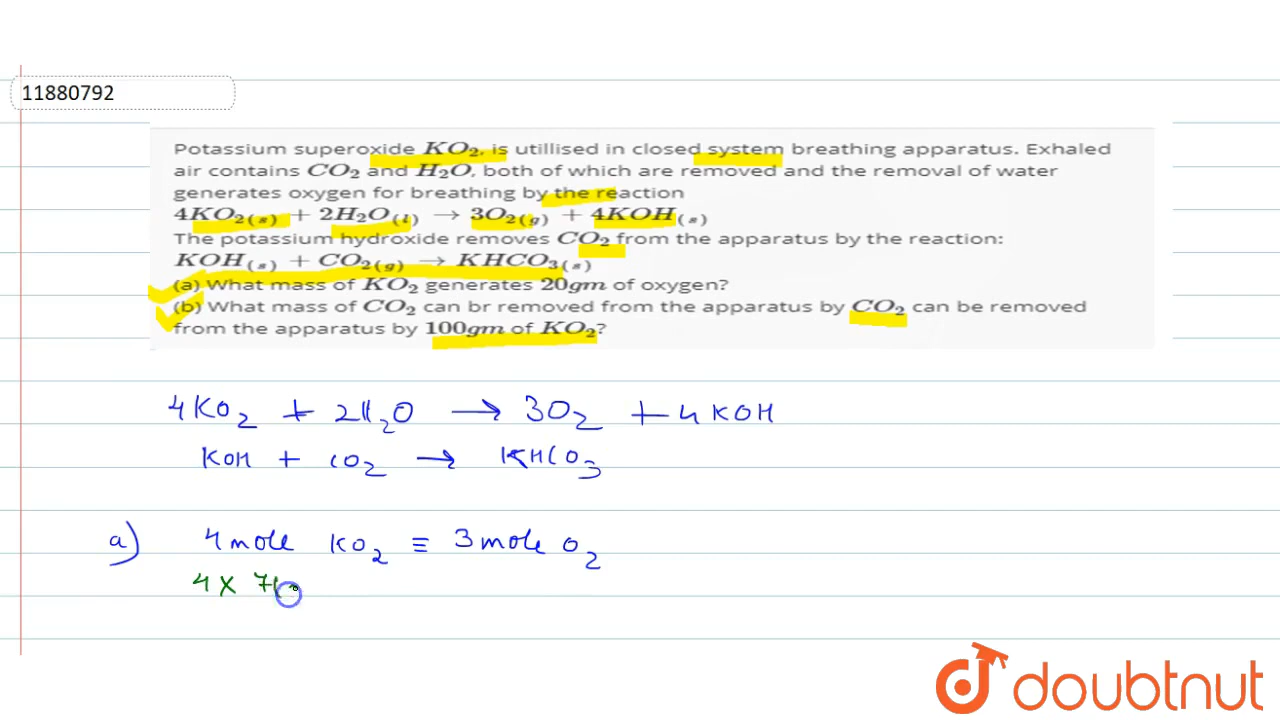 11880792
Potassium superoxide KO₂, is utillised in closed system breathing apparatus. Exhaled
air contains CO₂ and H₂O, both of which are removed and the removal of water
generates oxygen for breathing by the reaction
4KO₂(s) + 2H₂O(l) → 3O₂(g) + 4KOH(s)
The potassium hydroxide removes CO₂ from the apparatus by the reaction:
KOH(s) + CO₂(g) → KHCO₃(s)
(a) What mass of KO₂ generates 20gm of oxygen?
(b) What mass of CO₂ can br removed from the apparatus by CO₂ can be removed
from the apparatus by 100gm of KO₂?
4KO₂ + 2H₂O → 3O₂ + 4KOH
KOH + CO₂ → KHCO₃
a) 4 mole KO₂ ≡ 3 mole O₂
4 X
doubtnut